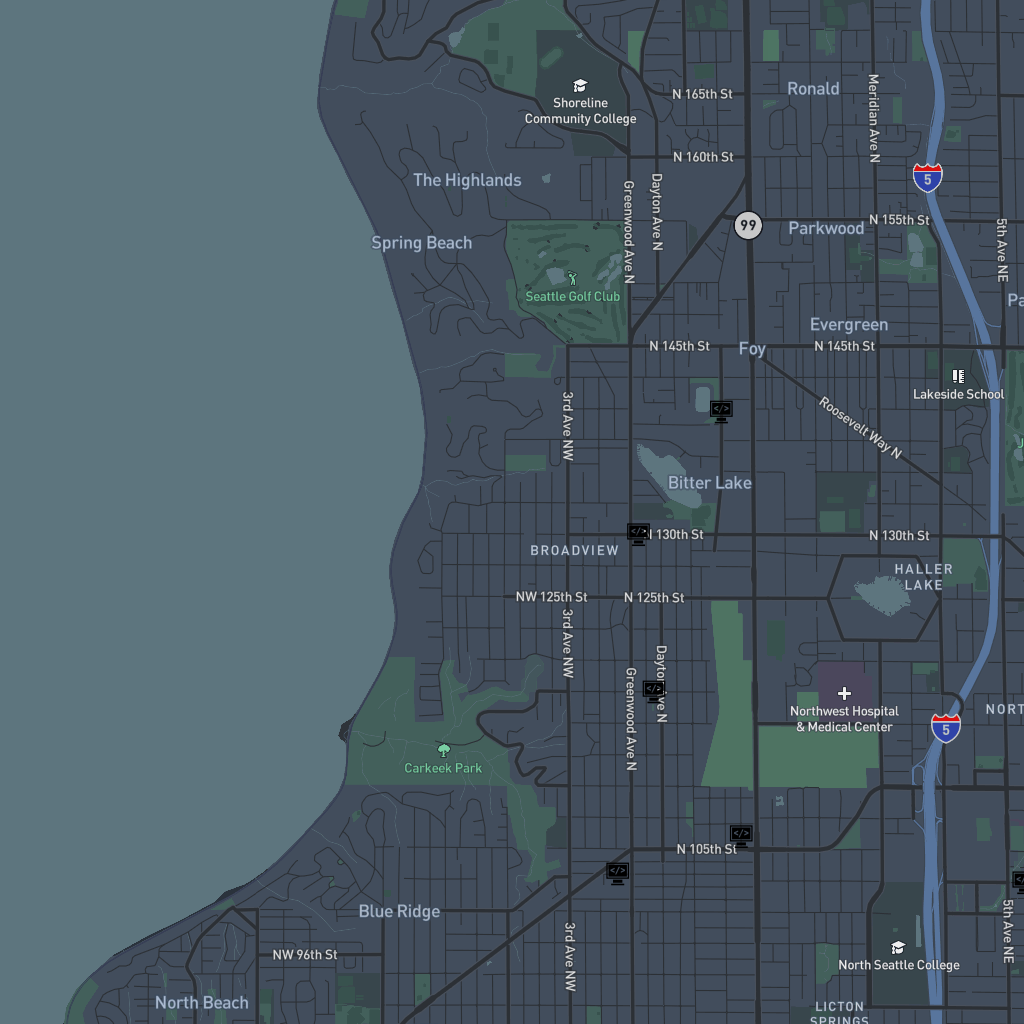 Ronald
N 165th St
Meridian Ave N
Shoreline
Community College
N 160th St
The Highlands
5
Greenwood Ave N
Dayton Ave N
N 155th St
99
Parkwood
5th Ave NE
Spring Beach
Seattle Golf Club
Pa
Evergreen
N 145th St
Foy
N 145th St
Lakeside School
3rd Ave NW
Roosevelt Way N
J
Bitter Lake
</>
</>
N 130th St
N 130th St
BROADVIEW
HALLER
LAKE
NW 125th St
N 125th St
3rd Ave NW
Dayton Ave N
Greenwood Ave N
</>
Northwest Hospital
& Medical Center
NORT
5
Carkeek Park
</>
N 105th St
</>
</>
Blue Ridge
5th Ave NE
3rd Ave NW
NW 96th St
North Seattle College
North Beach
LICTON
SPRINGS